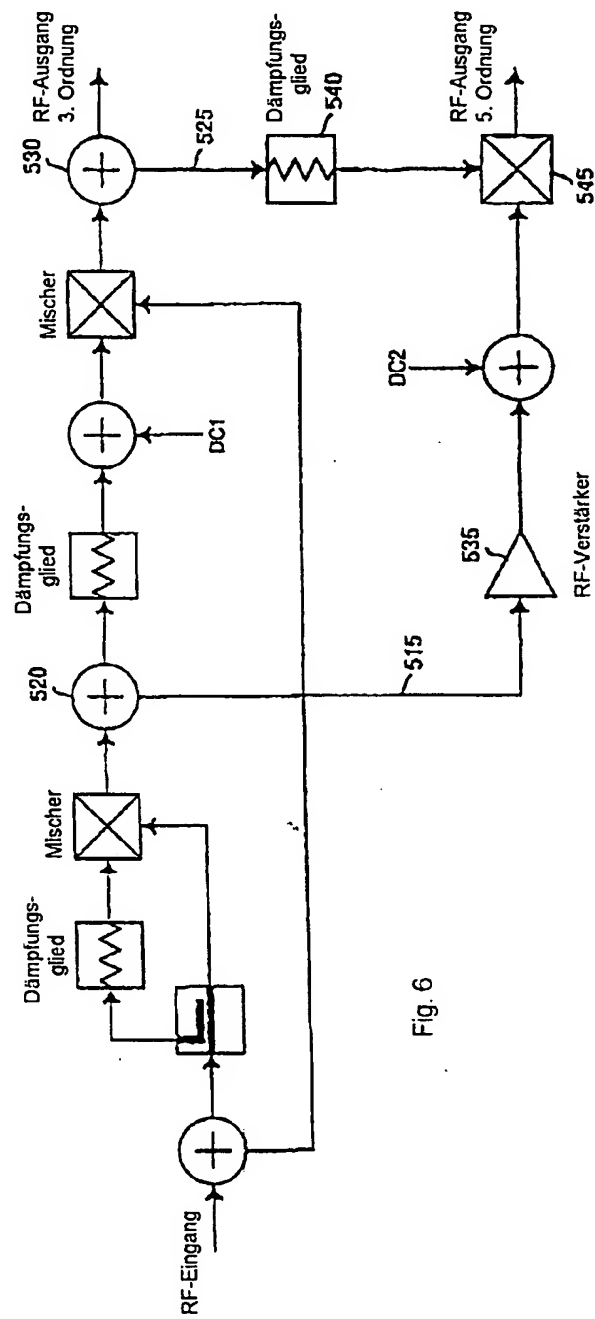 RF-Eingang
Dämpfungs-
glied
Mischer
520
Dämpfungs-
glied
DC1
Mischer
530
RF-Ausgang
3. Ordnung
525
Dämpfungs-
glied
540
515
535
RF-Verstärker
DC2
RF-Ausgang
5. Ordnung
545
Fig. 6